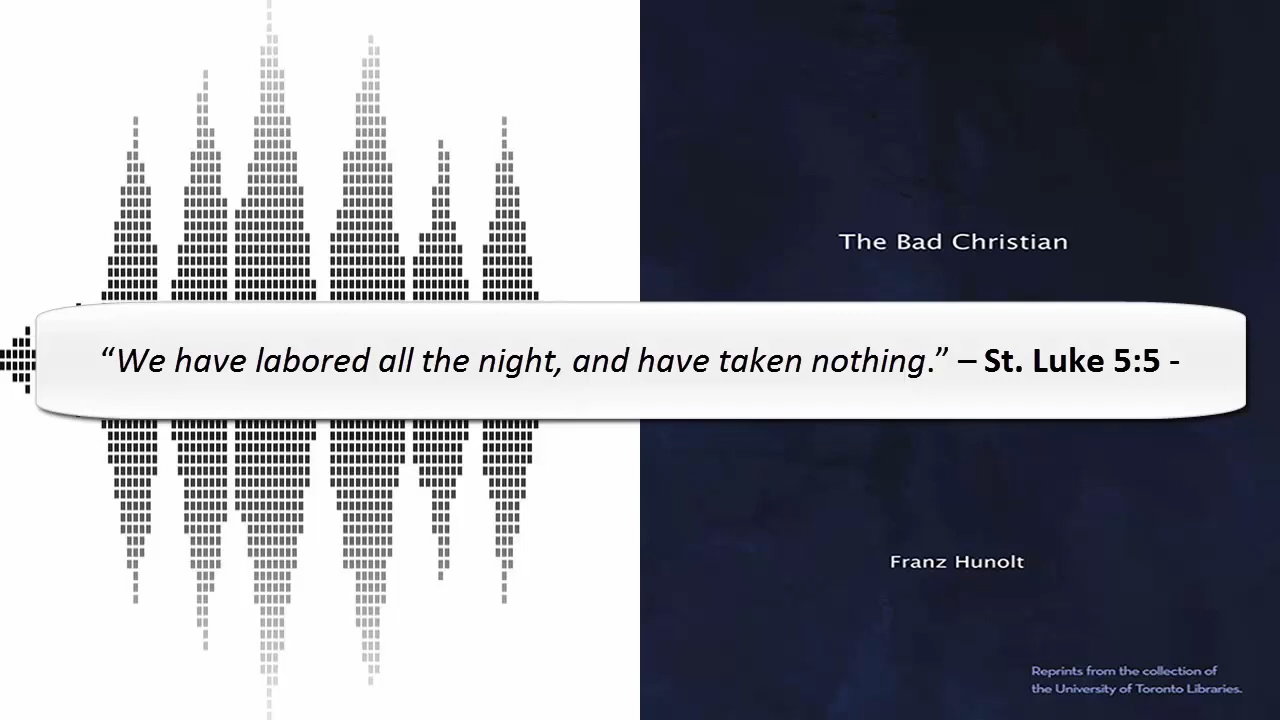 The Bad Christian
“We have labored all the night, and have taken nothing.” – St. Luke 5:5 -
Franz Hunolt
Reprints from the collection of
the University of Toronto Libraries.